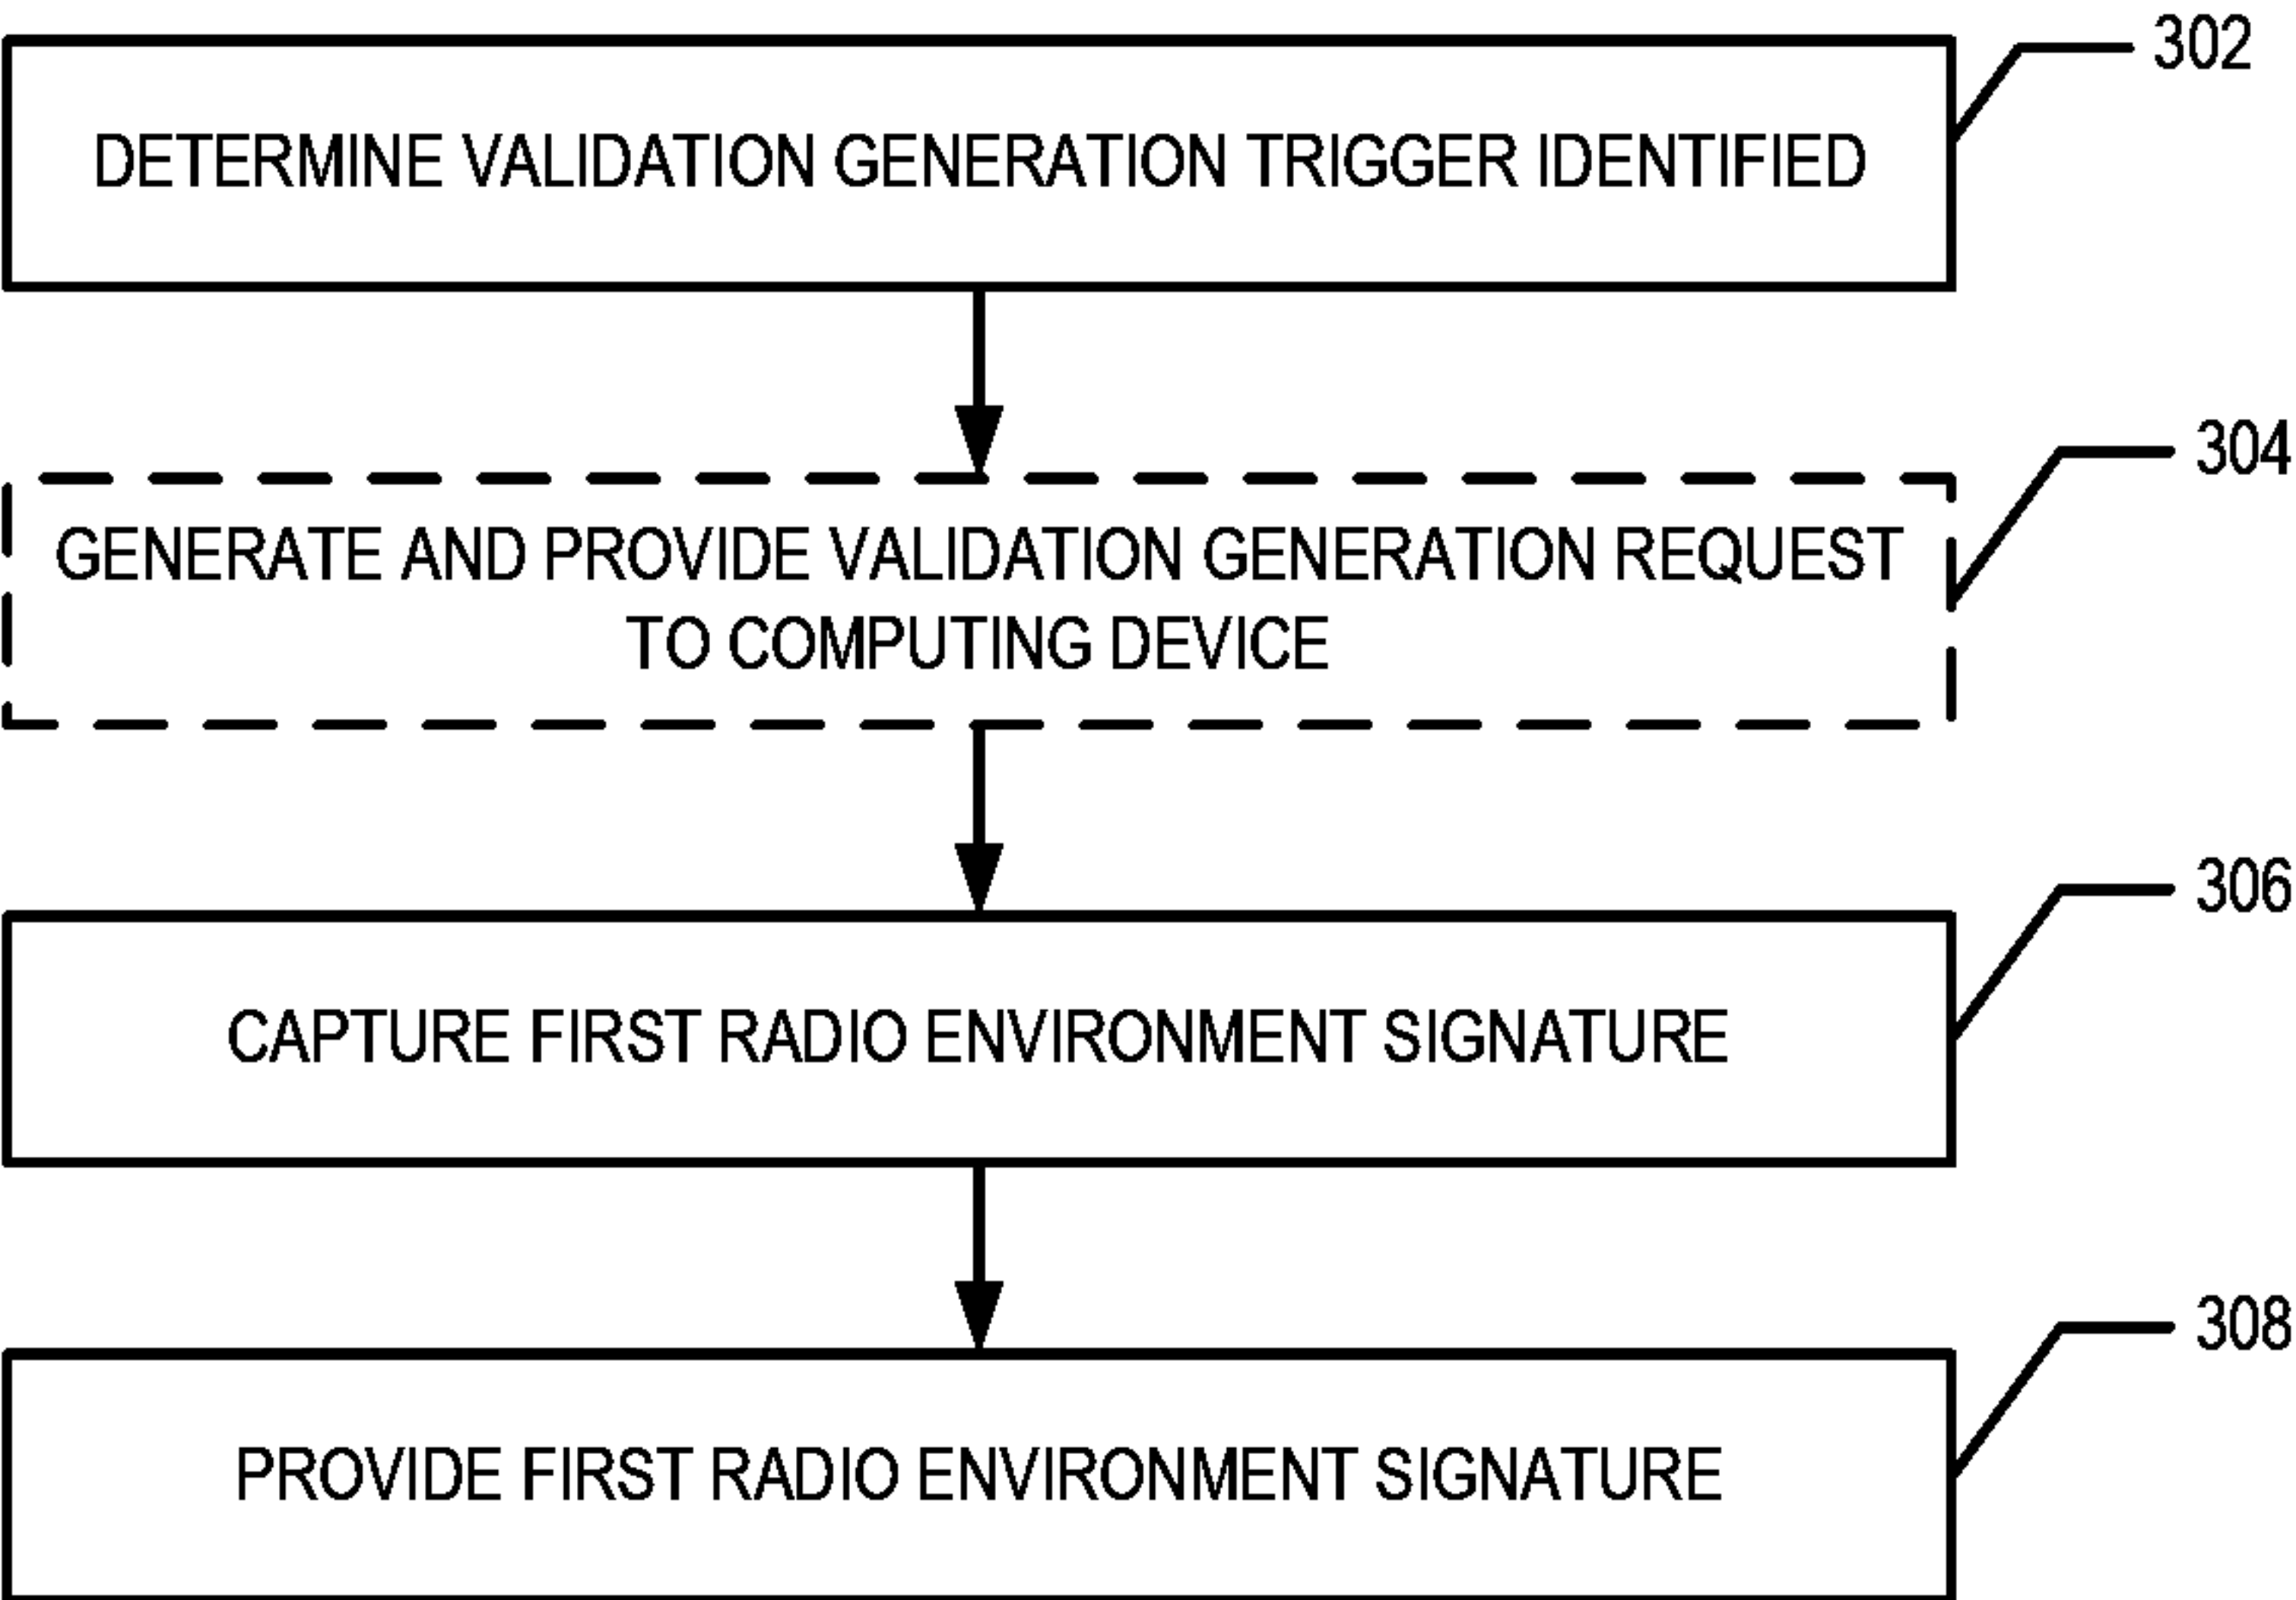 302
DETERMINE VALIDATION GENERATION TRIGGER IDENTIFIED
304
GENERATE AND PROVIDE VALIDATION GENERATION REQUEST
TO COMPUTING DEVICE
306
CAPTURE FIRST RADIO ENVIRONMENT SIGNATURE
308
PROVIDE FIRST RADIO ENVIRONMENT SIGNATURE